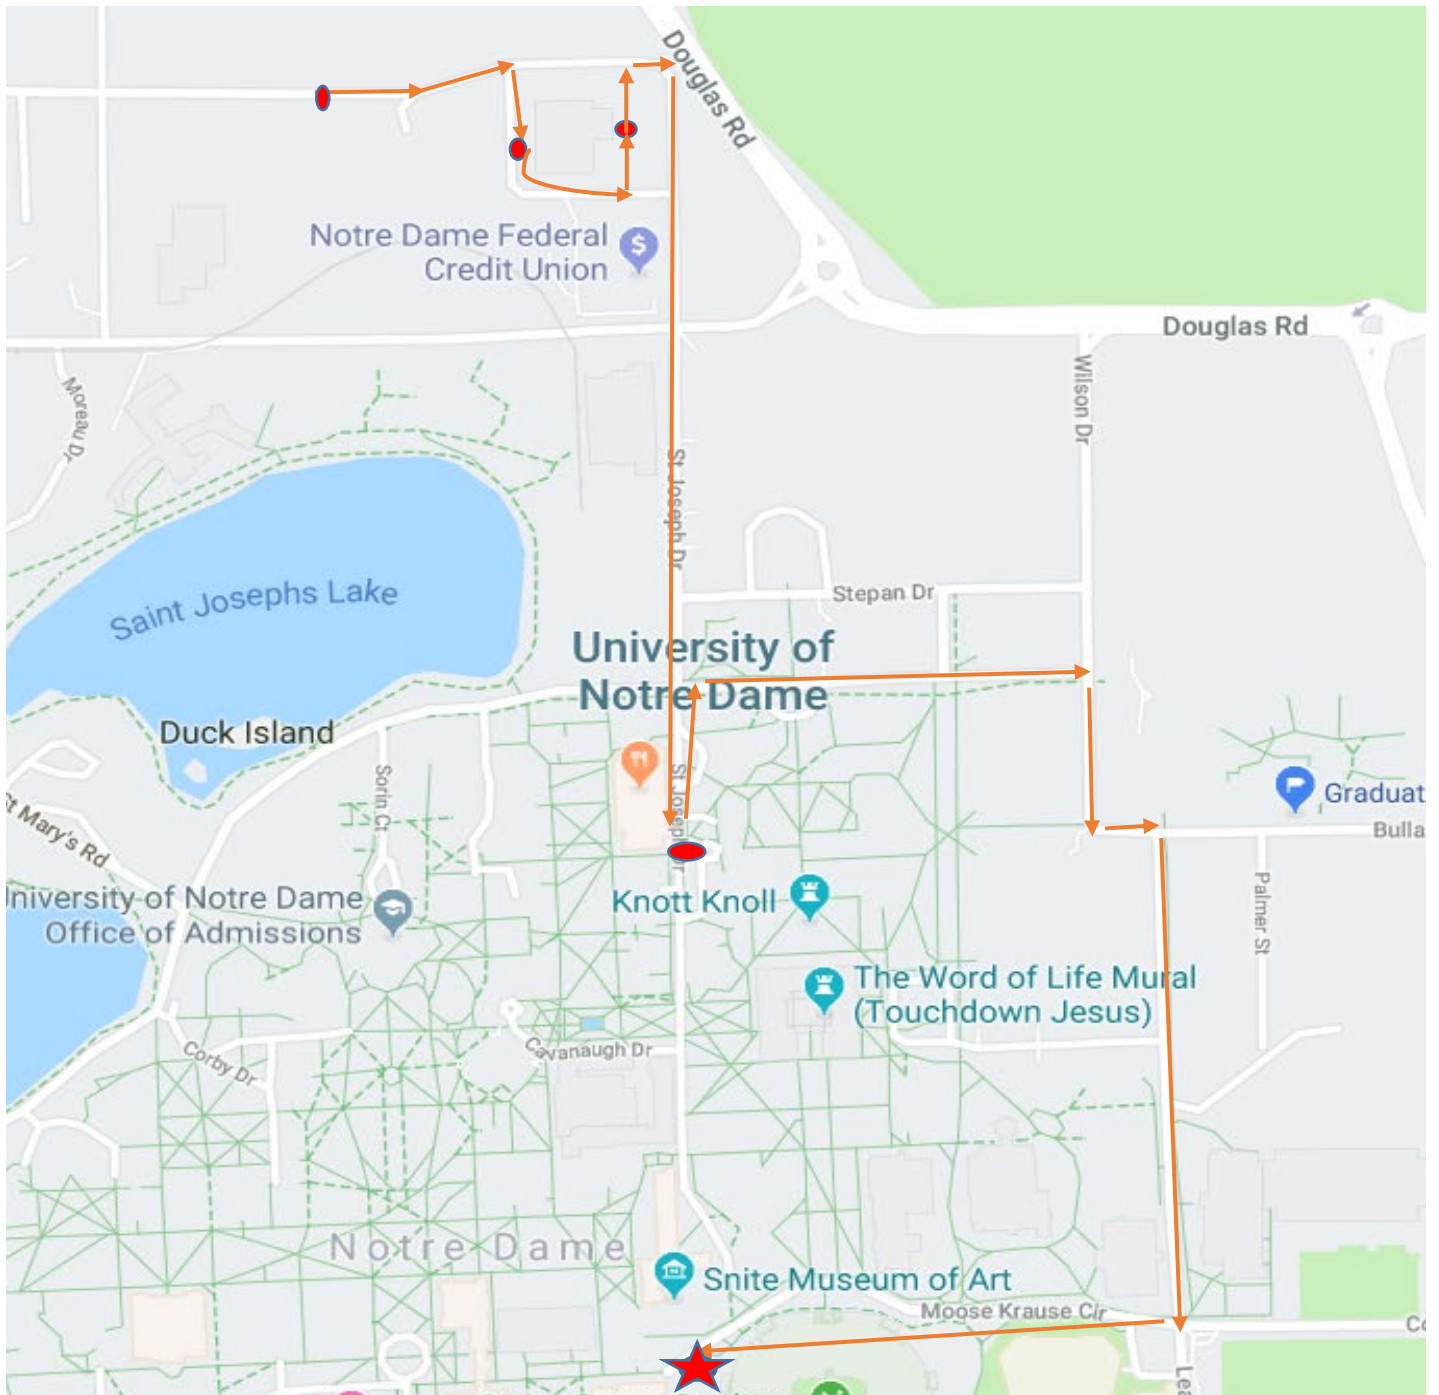 Douglas Rd
Notre Dame Federal
Credit Union
Douglas Rd
Wilson Dr
Moreau Dr
St Joseph Dr
Saint Josephs Lake
Stepan Dr
University of
Notre Dame
Duck Island
Sorin Ct
St Joseph Dr
St Mary's Rd
Graduat
Bulla
Palmer St
University of Notre Dame
Office of Admissions
Knott Knoll
The Word of Life Mural
(Touchdown Jesus)
Cavanaugh Dr
Corby Dr
Notre Dame
Snite Museum of Art
Moose Krause Cir
Co
Lea